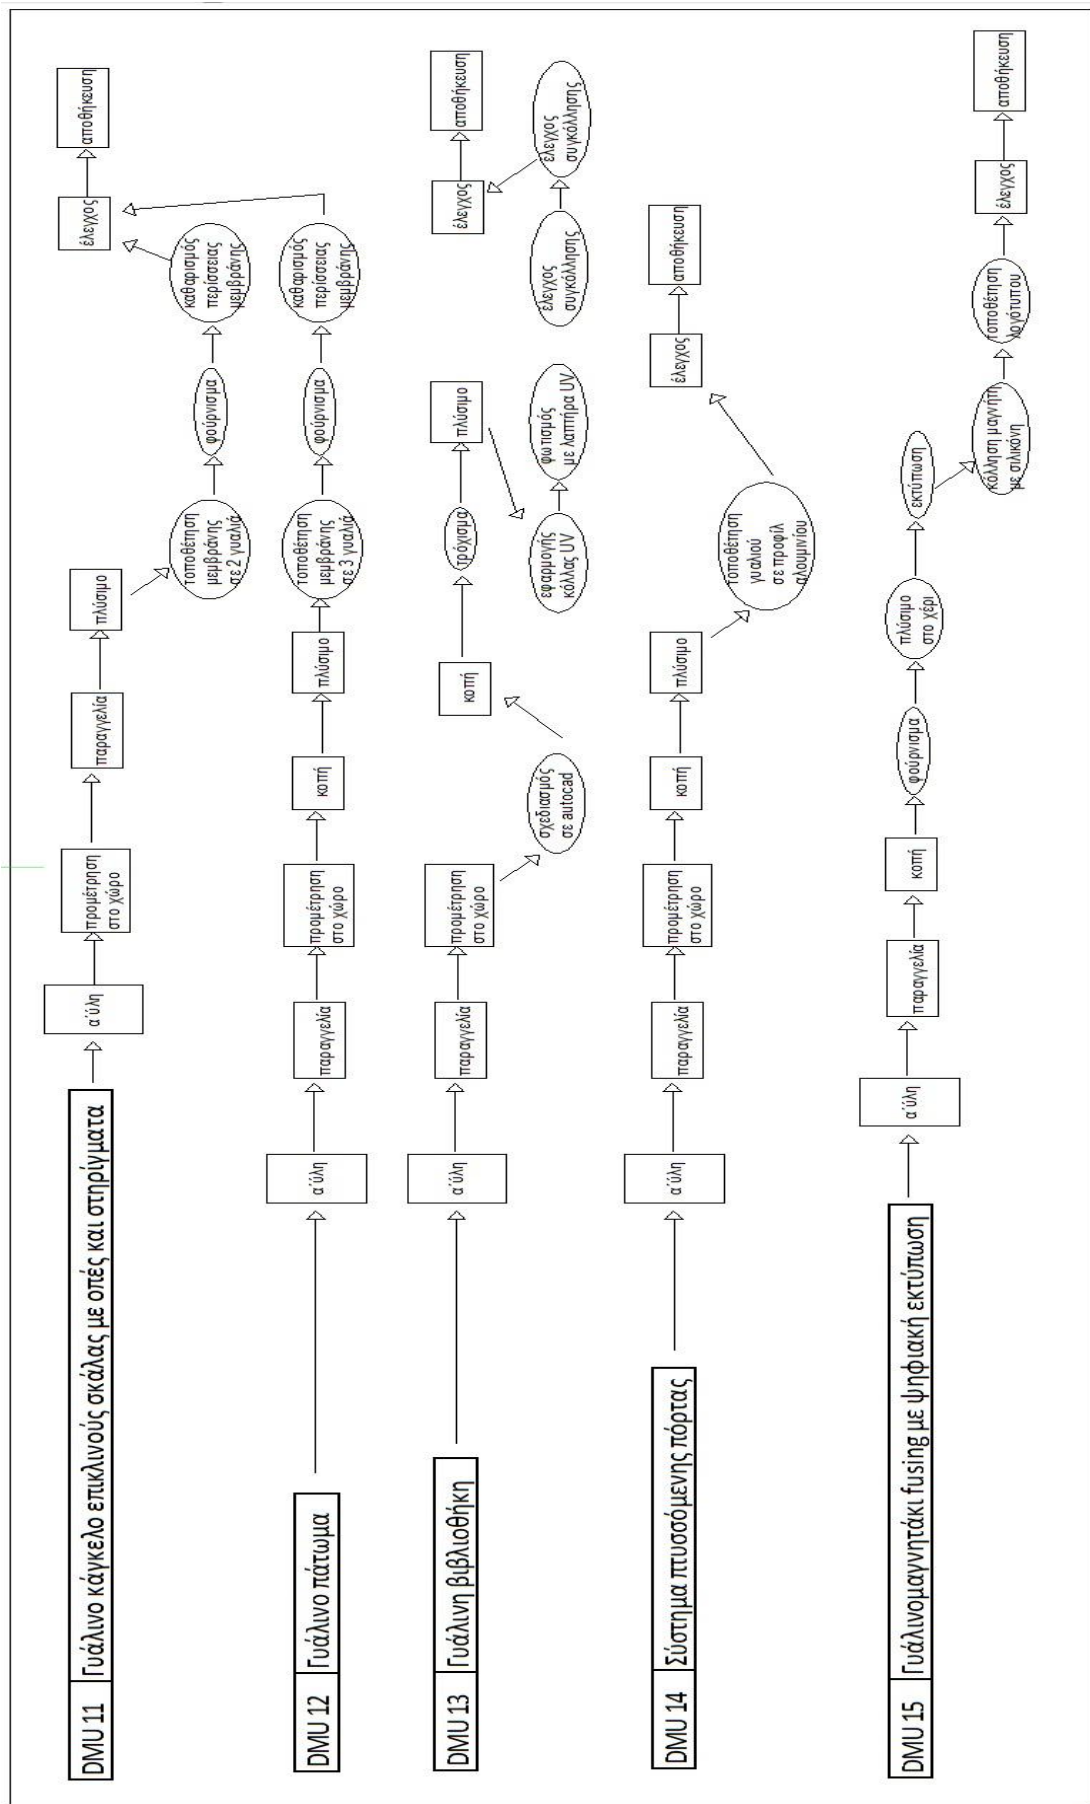 DMU 11
Γυάλινο κάγκελο επικλινούς σκάλας με οπές και στηρίγματα
α΄ύλη
προμέτρηση
στο χώρο
παραγγελία
πλύσιμο
τοποθέτηση
μεμβράνης
σε 2 γυαλιά
φούρνισμα
καθαρισμός
περίσσειας
μεμβράνης
έλεγχος
αποθήκευση
DMU 12
Γυάλινο πάτωμα
α΄ύλη
παραγγελία
προμέτρηση
στο χώρο
κοπή
πλύσιμο
τοποθέτηση
μεμβράνης
σε 3 γυαλιά
φούρνισμα
καθαρισμός
περίσσειας
μεμβράνης
DMU 13
Γυάλινη βιβλιοθήκη
α΄ύλη
παραγγελία
προμέτρηση
στο χώρο
σχεδιασμός
σε autocad
κοπή
τρόχισμα
πλύσιμο
εφαρμογής
κόλλας UV
φωτισμός
με λαμπτήρα UV
έλεγχος
συγκόλλησης
έλεγχος
συγκόλλησης
έλεγχος
αποθήκευση
DMU 14
Σύστημα πτυσσόμενης πόρτας
α΄ύλη
παραγγελία
προμέτρηση
στο χώρο
κοπή
πλύσιμο
τοποθέτηση
γυαλιού
σε προφίλ
αλουμινίου
έλεγχος
αποθήκευση
DMU 15
Γυάλινομαγνητάκι fusing με ψηφιακή εκτύπωση
α΄ύλη
παραγγελία
κοπή
φούρνισμα
πλύσιμο
στο χέρι
εκτύπωση
κόλληση μαγνήτη
με σιλικόνη
τοποθέτηση
λογότυπου
έλεγχος
αποθήκευση